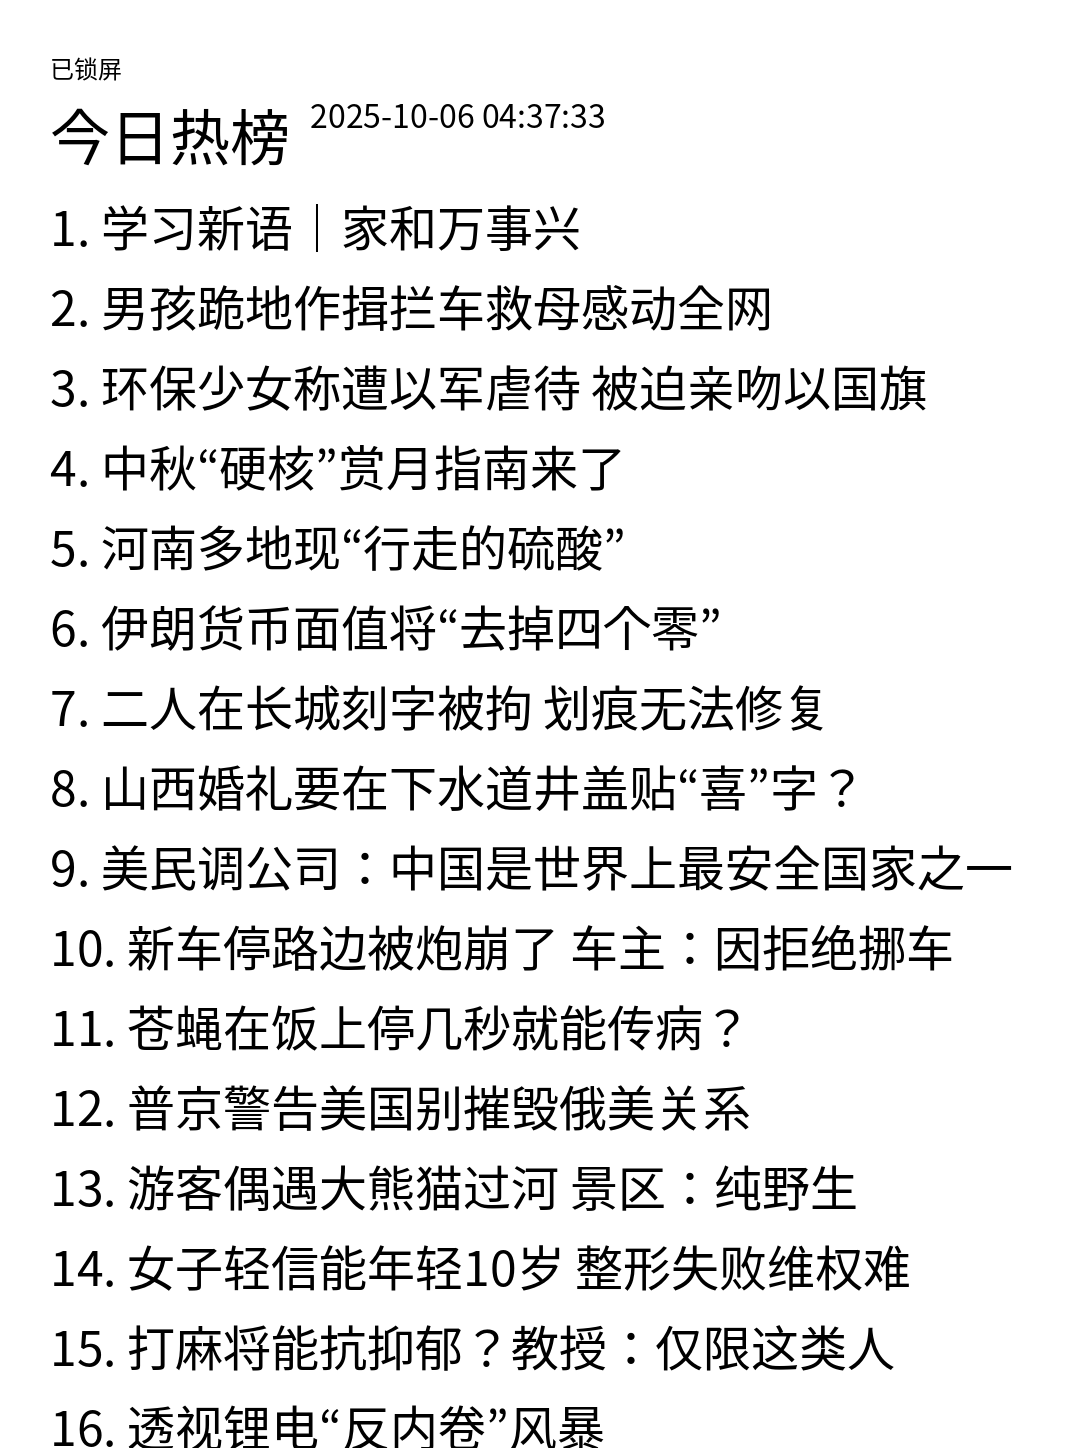 已锁屏
今日热榜 2025-10-06 04:37:33
1. 学习新语｜家和万事兴
2. 男孩跪地作揖拦车救母感动全网
3. 环保少女称遭以军虐待 被迫亲吻以国旗
4. 中秋“硬核”赏月指南来了
5. 河南多地现“行走的硫酸”
6. 伊朗货币面值将“去掉四个零”
7. 二人在长城刻字被拘 划痕无法修复
8. 山西婚礼要在下水道井盖贴“喜”字？
9. 美民调公司：中国是世界上最安全国家之一
10. 新车停路边被炮崩了 车主：因拒绝挪车
11. 苍蝇在饭上停几秒就能传病？
12. 普京警告美国别摧毁俄美关系
13. 游客偶遇大熊猫过河 景区：纯野生
14. 女子轻信能年轻10岁 整形失败维权难
15. 打麻将能抗抑郁？教授：仅限这类人
16. 透视锂电“反内卷”风暴